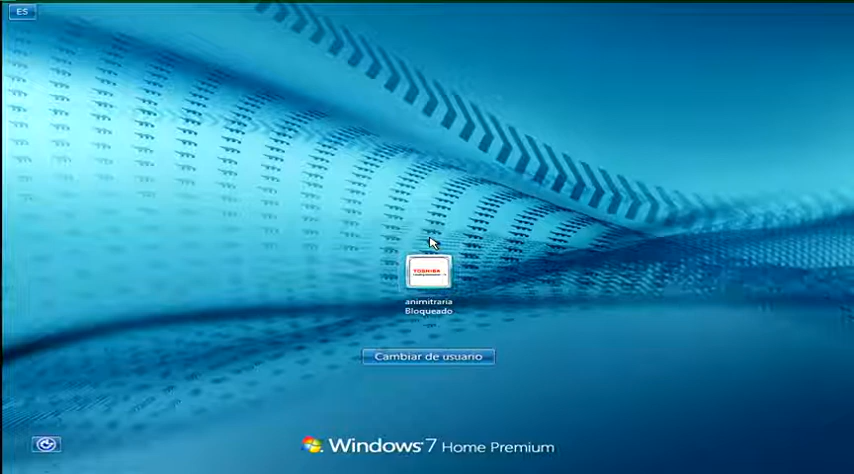 ES
TOSHIBA
animitraria
Bloqueado
Cambiar de usuario
Windows 7 Home Premium